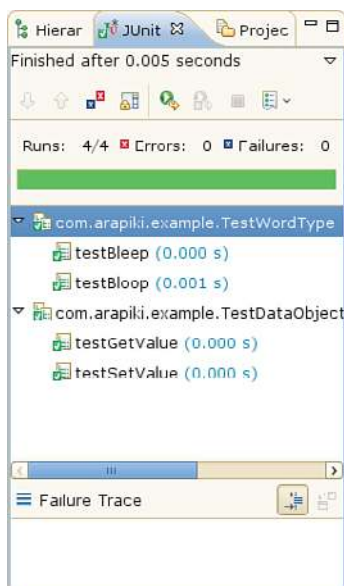 Hierar JUnit Projec
Finished after 0.005 seconds
Runs: 4/4 Errors: 0 Failures: 0
com.arapiki.example.TestWordType
testBleep (0.000 s)
testBloop (0.001 s)
com.arapiki.example.TestDataObject
testGetValue (0.000 s)
testSetValue (0.000 s)
Failure Trace